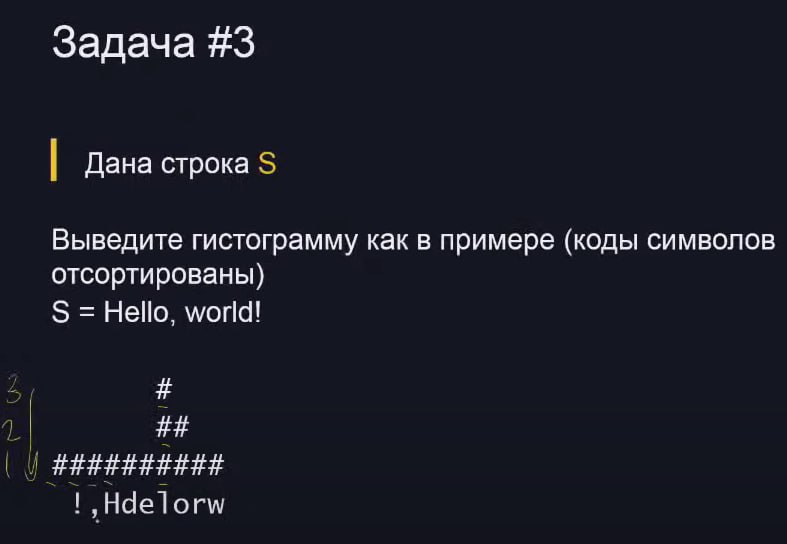 Задача #3
Дана строка S
Выведите гистограмму как в примере (коды символов
отсортированы)
S = Hello, world!
3 #
2 ##
1 ##########
 !,Hdelorw